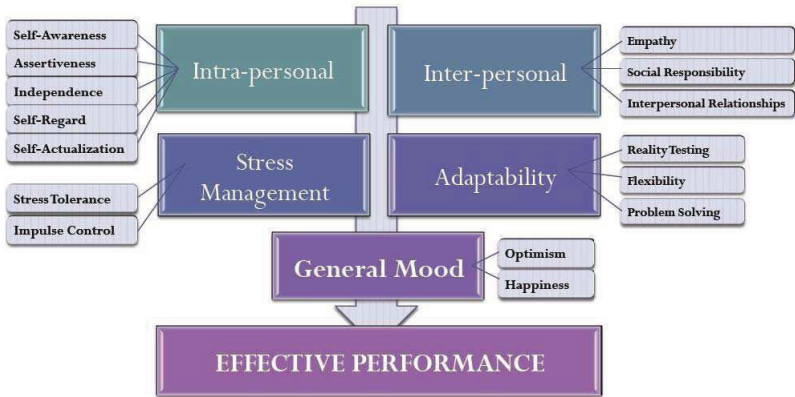 Self-Awareness
Assertiveness
Independence
Self-Regard
Self-Actualization
Intra-personal
Inter-personal
Empathy
Social Responsibility
Interpersonal Relationships
Stress Tolerance
Impulse Control
Stress
Management
Adaptability
Reality Testing
Flexibility
Problem Solving
General Mood
Optimism
Happiness
EFFECTIVE PERFORMANCE